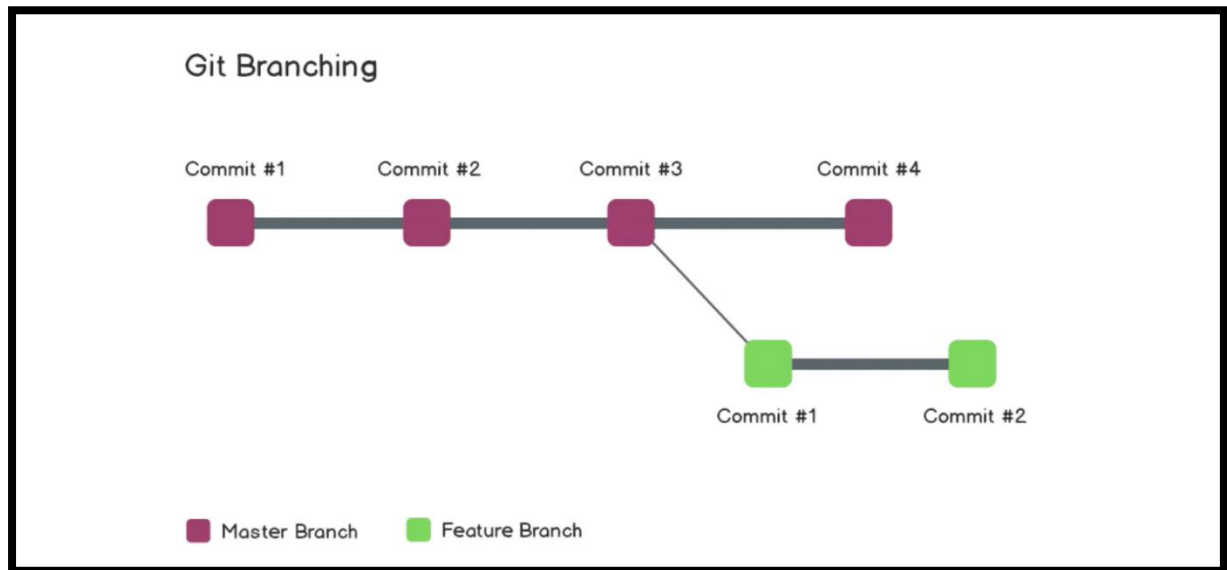 Git Branching
Commit #1 Commit #2 Commit #3 Commit #4
Commit #1 Commit #2
Master Branch Feature Branch